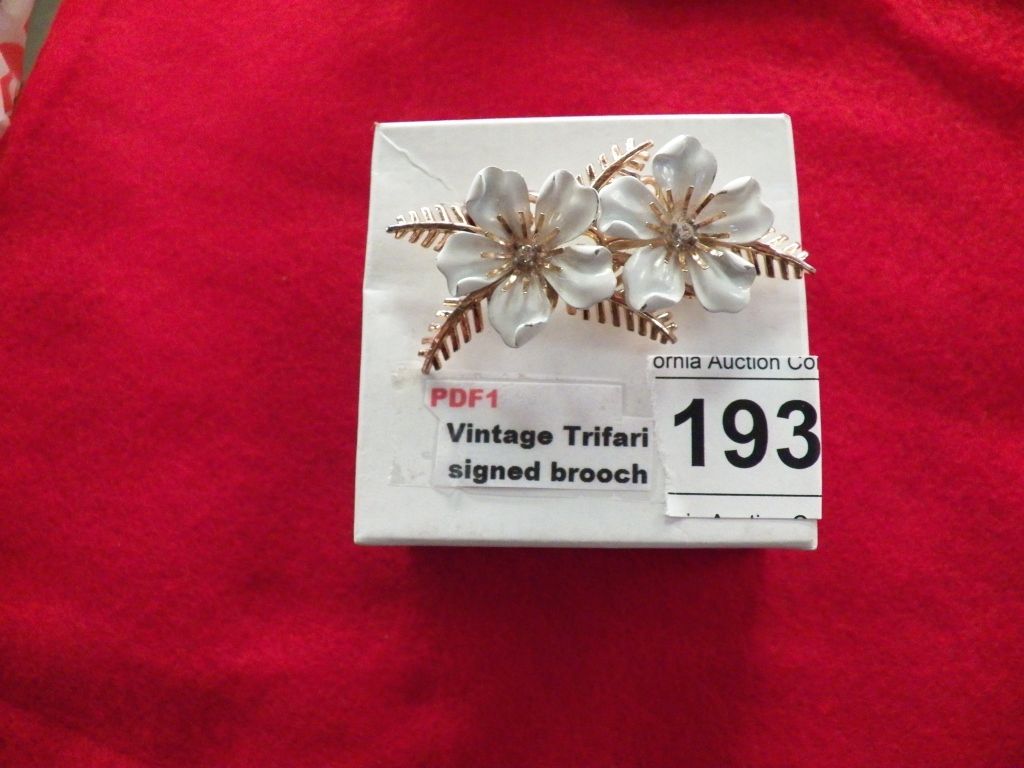 PDF1
Vintage Trifari
signed brooch
ornia Auction Co
193